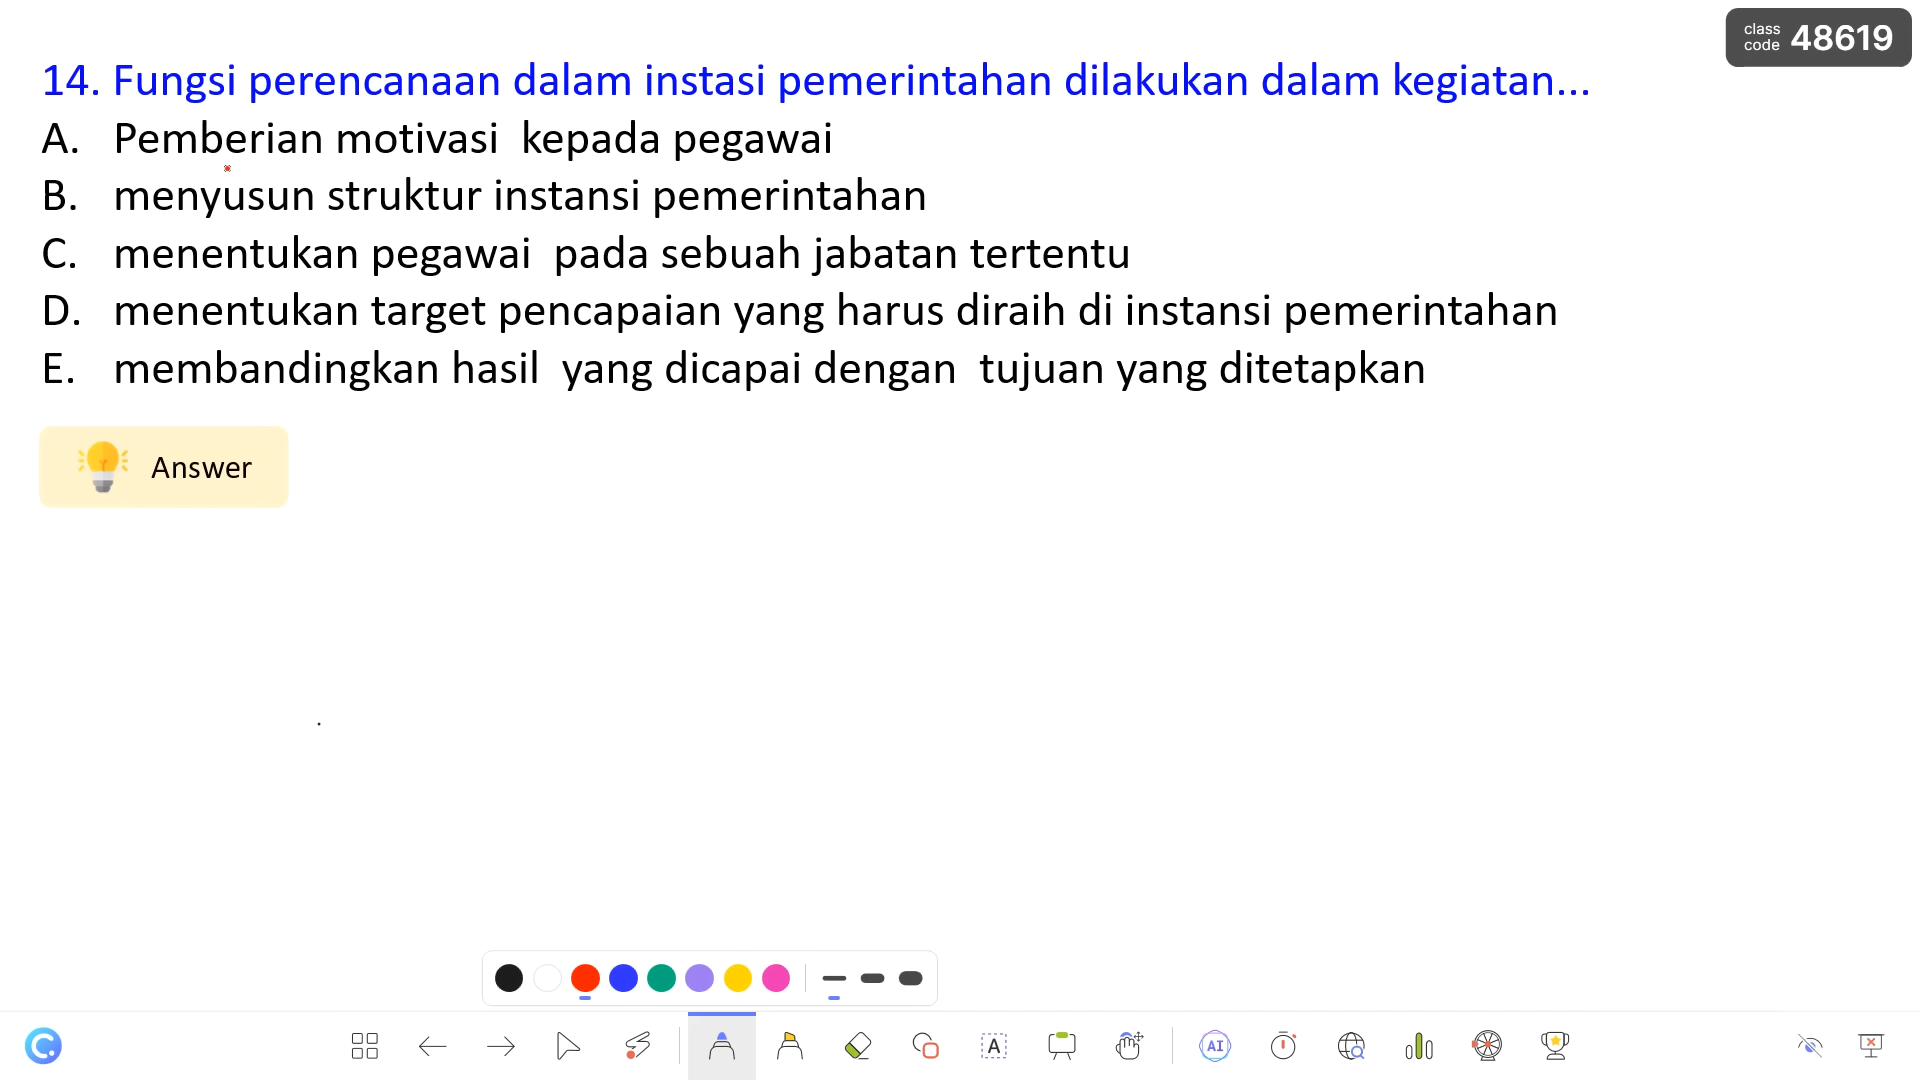 class
code 48619
14. Fungsi perencanaan dalam instasi pemerintahan dilakukan dalam kegiatan...
A. Pemberian motivasi kepada pegawai
B. menyusun struktur instansi pemerintahan
C. menentukan pegawai pada sebuah jabatan tertentu
D. menentukan target pencapaian yang harus diraih di instansi pemerintahan
E. membandingkan hasil yang dicapai dengan tujuan yang ditetapkan
Answer
A
AI